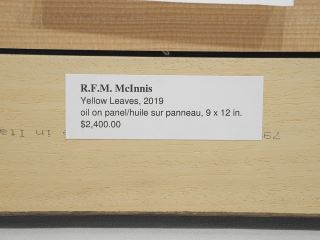 R.F.M. McInnis
Yellow Leaves, 2019
oil on panel/huile sur panneau, 9 x 12 in.
$2,400.00